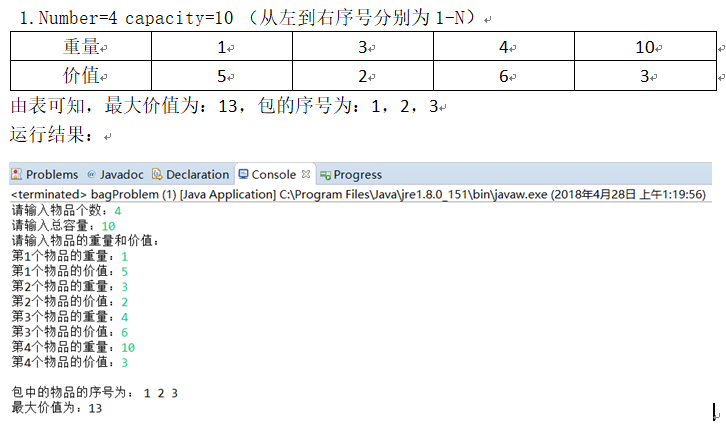 1.Number=4 capacity=10 （从左到右序号分别为1-N）
重量 1 3 4 10
价值 5 2 6 3
由表可知，最大价值为：13，包的序号为：1，2，3
运行结果：
Problems @ Javadoc Declaration Console Progress
<terminated> bagProblem (1) [Java Application] C:\Program Files\Java\jre1.8.0_151\bin\javaw.exe (2018年4月28日 上午1:19:56)
请输入物品个数：4
请输入总容量：10
请输入物品的重量和价值：
第1个物品的重量：1
第1个物品的价值：5
第2个物品的重量：3
第2个物品的价值：2
第3个物品的重量：4
第3个物品的价值：6
第4个物品的重量：10
第4个物品的价值：3
包中的物品的序号为： 1 2 3
最大价值为：13